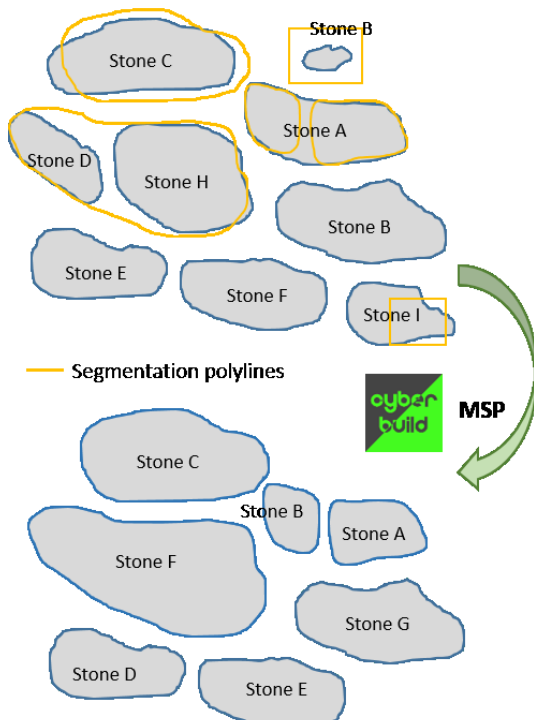 Stone B
Stone C
Stone A
Stone D
Stone H
Stone B
Stone E
Stone F
Stone I
Segmentation polylines
cyber
build
MSP
Stone C
Stone B
Stone A
Stone F
Stone G
Stone D
Stone E